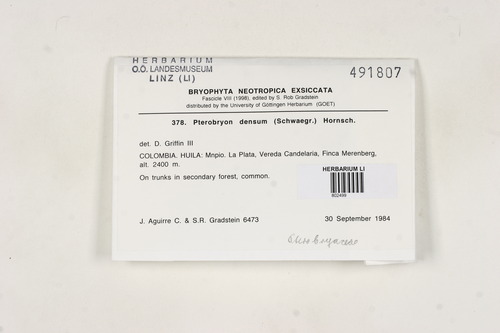 HERBARIUM
O.Ö. LANDESMUSEUM
LINZ (LI)
491807
BRYOPHYTA NEOTROPICA EXSICCATA
Fascicle VIII (1998), edited by S. Rob Gradstein
distributed by the University of Göttingen Herbarium (GOET)
378. Pterobryon densum (Schwaegr.) Hornsch.
det. D. Griffin III
COLOMBIA. HUILA: Mnpio. La Plata, Vereda Candelaria, Finca Merenberg,
alt. 2400 m.
On trunks in secondary forest, common.
HERBARIUM LI
802499
J. Aguirre C. & S.R. Gradstein 6473
30 September 1984